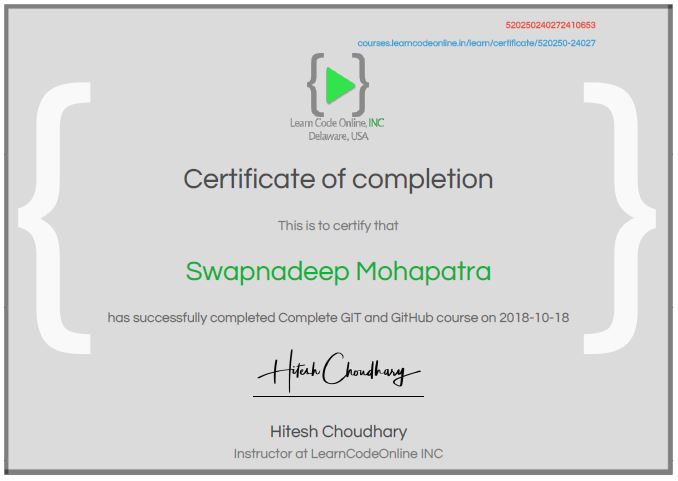 520250240272410653
courses.learncodeonline.in/learn/certificate/520250-24027
Learn Code Online, INC
Delaware, USA
Certificate of completion
This is to certify that
Swapnadeep Mohapatra
has successfully completed Complete GIT and GitHub course on 2018-10-18
Hitesh Choudhary
Hitesh Choudhary
Instructor at LearnCodeOnline INC